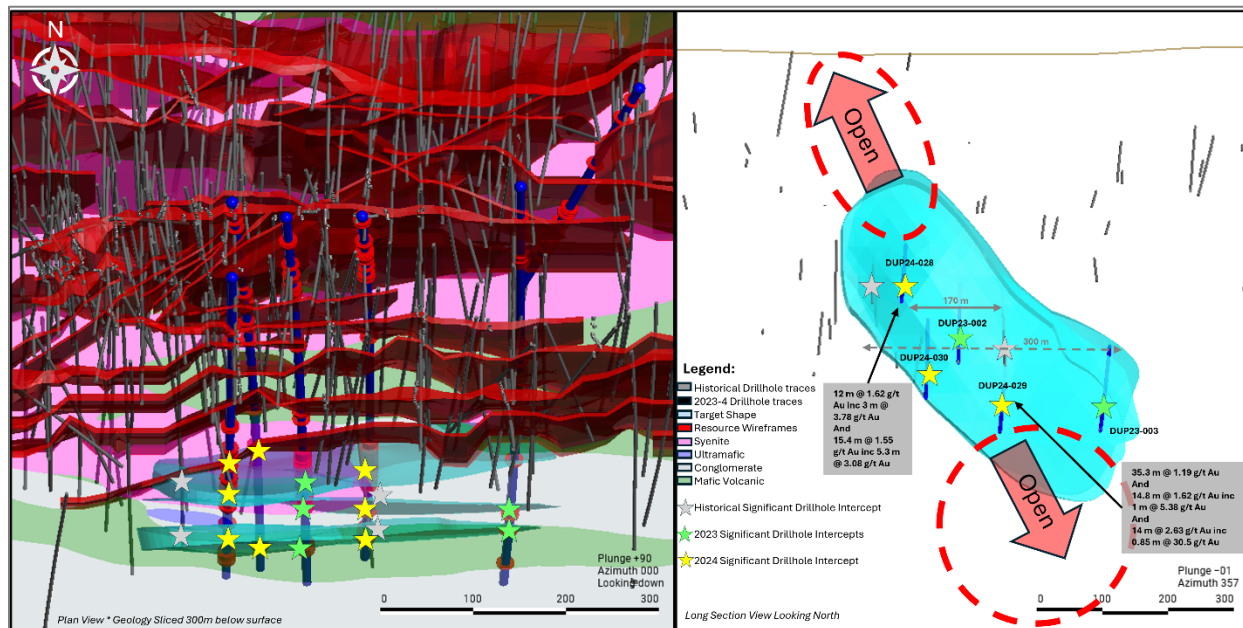 N
Plunge +90
Azimuth 000
Looking down
0 100 200 300
Plan View * Geology Sliced 300m below surface
Legend:
Historical Drillhole traces
2023-4 Drillhole traces
Target Shape
Resource Wireframes
Syenite
Ultramafic
Conglomerate
Mafic Volcanic
Historical Significant Drillhole Intercept
2023 Significant Drillhole Intercepts
2024 Significant Drillhole Intercept
Open
DUP24-028
170 m
DUP23-002
300 m
DUP24-030
DUP24-029
DUP23-003
12 m @ 1.62 g/t
Au inc 3 m @
3.78 g/t Au
And
15.4 m @ 1.55
g/t Au inc 5.3 m
@ 3.08 g/t Au
Open
35.3 m @ 1.19 g/t Au
And
14.8 m @ 1.62 g/t Au inc
1 m @ 5.38 g/t Au
And
14 m @ 2.63 g/t Au inc
0.85 m @ 30.5 g/t Au
Plunge −01
Azimuth 357
0 100 200 300
Long Section View Looking North